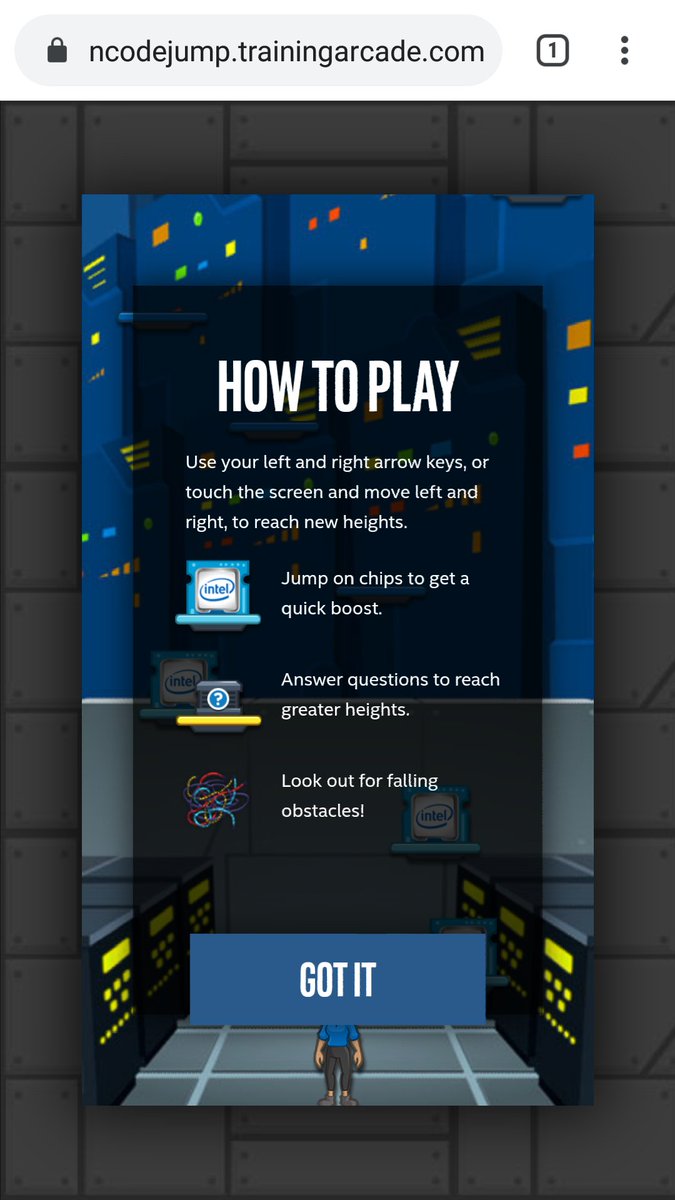 ncodejump.trainingarcade.com
1
HOW TO PLAY
Use your left and right arrow keys, or
touch the screen and move left and
right, to reach new heights.
intel
Jump on chips to get a
quick boost.
intel
?
Answer questions to reach
greater heights.
Look out for falling
obstacles!
intel
GOT IT